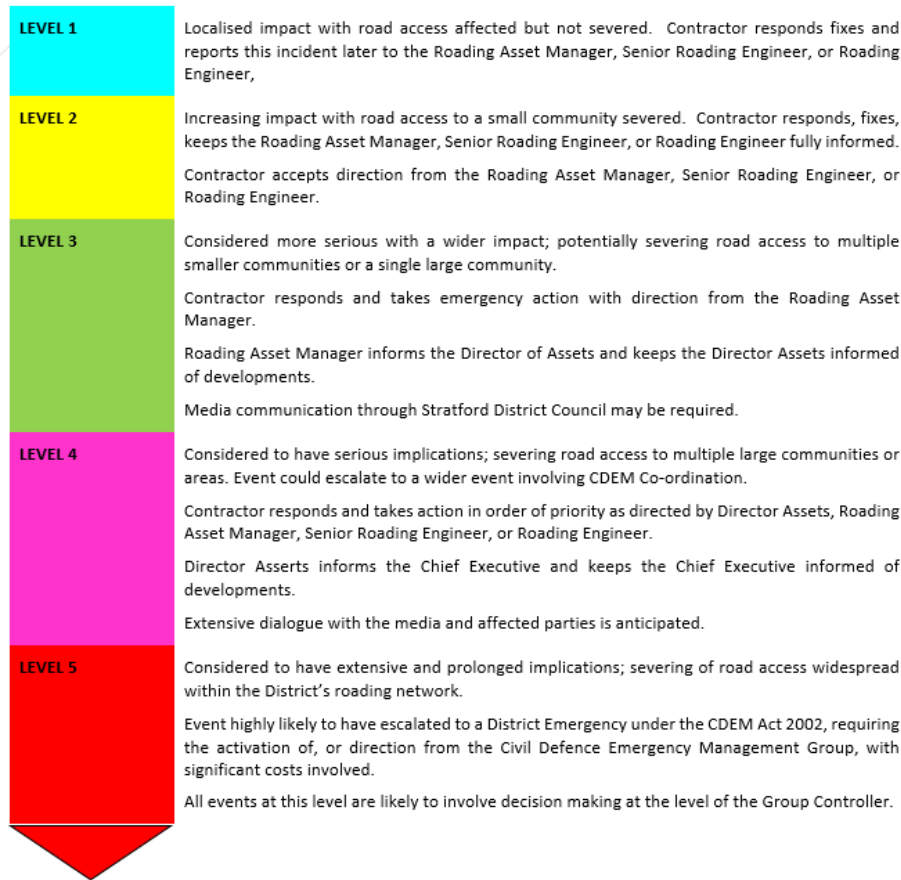 LEVEL 1
Localised impact with road access affected but not severed. Contractor responds fixes and
reports this incident later to the Roading Asset Manager, Senior Roading Engineer, or Roading
Engineer,
LEVEL 2
Increasing impact with road access to a small community severed. Contractor responds, fixes,
keeps the Roading Asset Manager, Senior Roading Engineer, or Roading Engineer fully informed.
Contractor accepts direction from the Roading Asset Manager, Senior Roading Engineer, or
Roading Engineer.
LEVEL 3
Considered more serious with a wider impact; potentially severing road access to multiple
smaller communities or a single large community.
Contractor responds and takes emergency action with direction from the Roading Asset
Manager.
Roading Asset Manager informs the Director of Assets and keeps the Director Assets informed
of developments.
Media communication through Stratford District Council may be required.
LEVEL 4
Considered to have serious implications; severing road access to multiple large communities or
areas. Event could escalate to a wider event involving CDEM Co-ordination.
Contractor responds and takes action in order of priority as directed by Director Assets, Roading
Asset Manager, Senior Roading Engineer, or Roading Engineer.
Director Asserts informs the Chief Executive and keeps the Chief Executive informed of
developments.
Extensive dialogue with the media and affected parties is anticipated.
LEVEL 5
Considered to have extensive and prolonged implications; severing of road access widespread
within the District's roading network.
Event highly likely to have escalated to a District Emergency under the CDEM Act 2002, requiring
the activation of, or direction from the Civil Defence Emergency Management Group, with
significant costs involved.
All events at this level are likely to involve decision making at the level of the Group Controller.